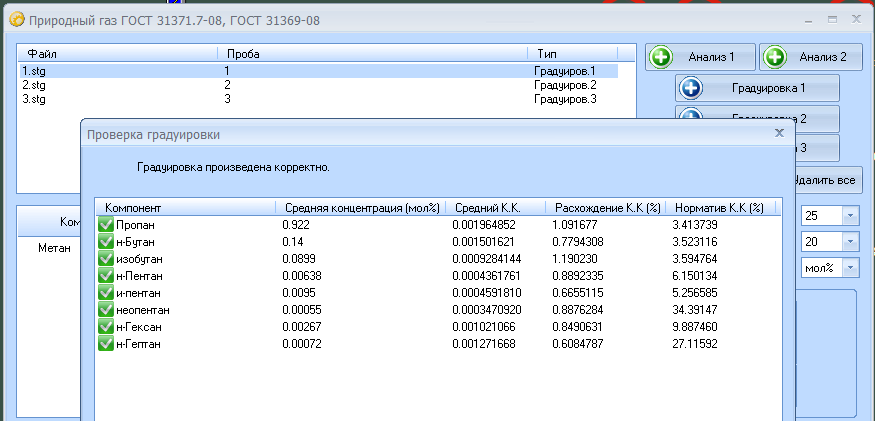 Природный газ ГОСТ 31371.7-08, ГОСТ 31369-08
Файл Проба Тип
1.stg 1 Градуиров.1
2.stg 2 Градуиров.2
3.stg 3 Градуиров.3
Анализ 1 Анализ 2
Градуировка 1
2
3
Удалить все
Проверка градуировки
Градуировка произведена корректно.
Компонент Средняя концентрация (мол%) Средний К.К. Расхождение К.К (%) Норматив К.К (%)
Пропан 0.922 0.001964852 1.091677 3.413739
н-Бутан 0.14 0.001501621 0.7794308 3.523116
изобутан 0.0899 0.0009284144 1.190230 3.594764
н-Пентан 0.00638 0.0004361761 0.8892335 6.150134
и-пентан 0.0095 0.0004591810 0.6655115 5.256585
неопентан 0.00055 0.0003470920 0.8876284 34.39147
н-Гексан 0.00267 0.001021066 0.8490631 9.887460
н-Гептан 0.00072 0.001271668 0.6084787 27.11592
Ком
Метан
25
20
мол%